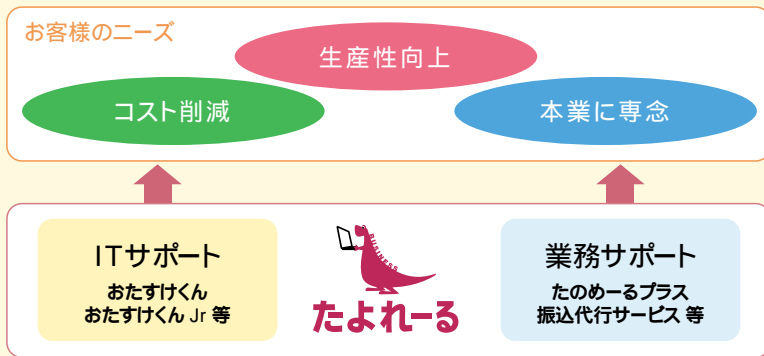 お客様のニーズ
生産性向上
コスト削減
本業に専念
ITサポート
おたすけくん
おたすけくん Jr 等
BUSINESS
たよれーる
業務サポート
たのめーるプラス
振込代行サービス 等